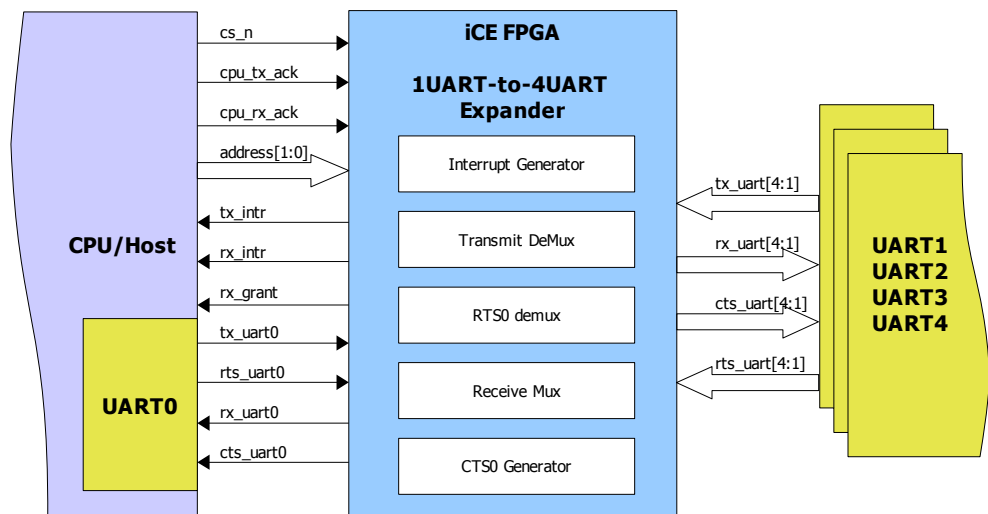 cs_n
cpu_tx_ack
cpu_rx_ack
address[1:0]
tx_intr
rx_intr
rx_grant
tx_uart0
rts_uart0
rx_uart0
cts_uart0
CPU/Host
UART0
iCE FPGA
1UART-to-4UART
Expander
Interrupt Generator
Transmit DeMux
RTS0 demux
Receive Mux
CTS0 Generator
tx_uart[4:1]
rx_uart[4:1]
cts_uart[4:1]
rts_uart[4:1]
UART1
UART2
UART3
UART4